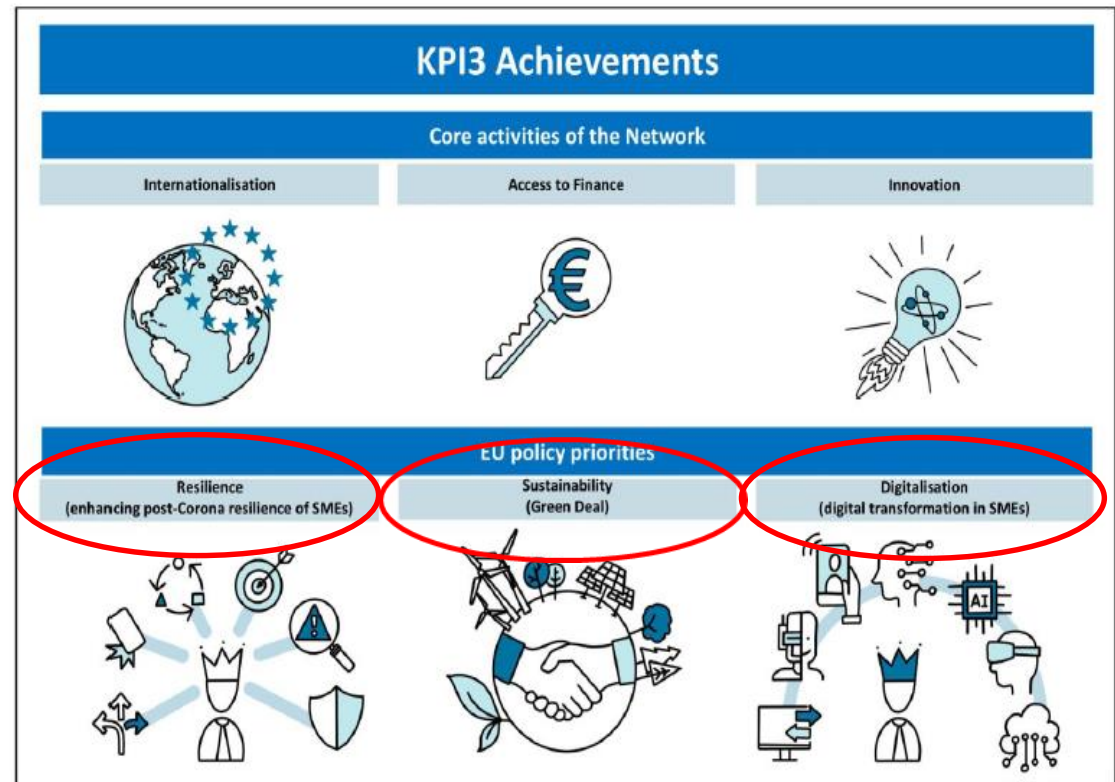 KPI3 Achievements
Core activities of the Network
Internationalisation
Access to Finance
Innovation
€
EU policy priorities
Resilience
(enhancing post-Corona resilience of SMEs)
Sustainability
(Green Deal)
Digitalisation
(digital transformation in SMEs)
AI